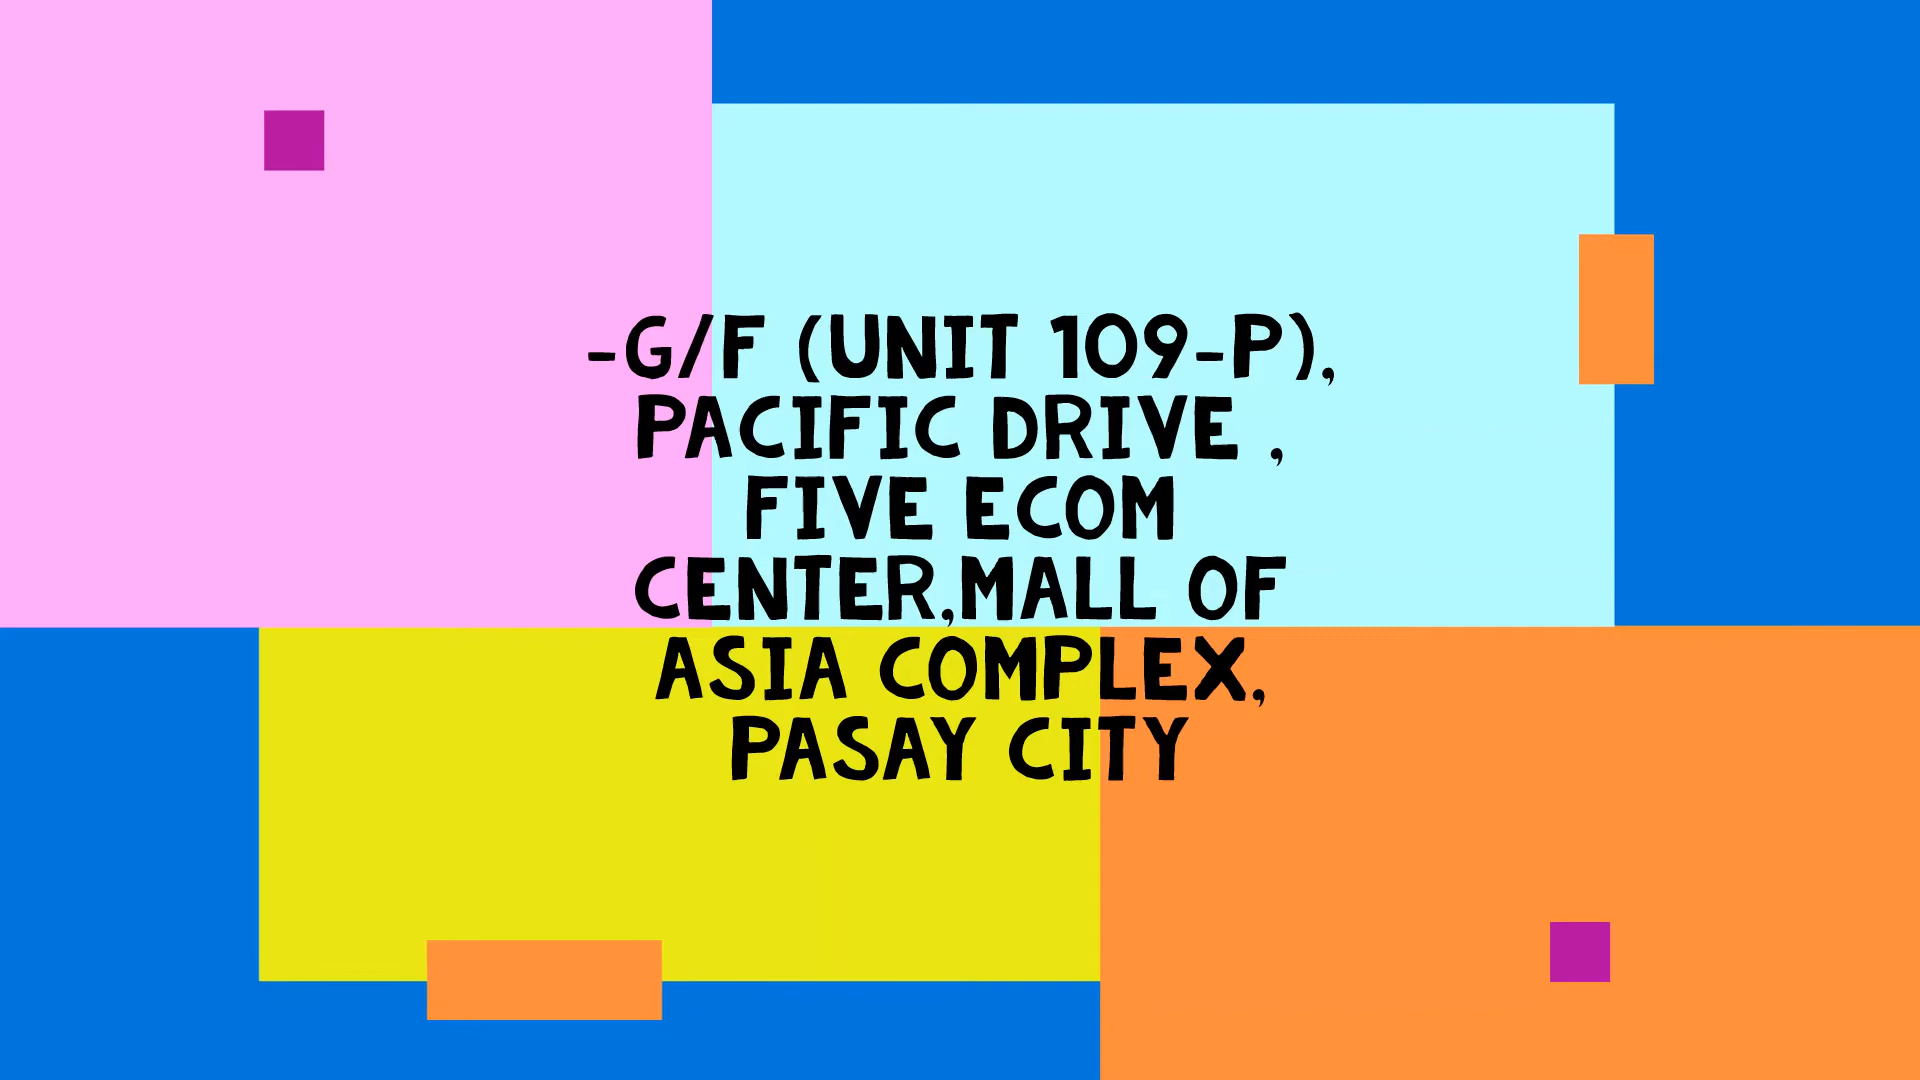 -G/F (UNIT 109-P),
PACIFIC DRIVE ,
FIVE ECOM
CENTER,MALL OF
ASIA COMPLEX,
PASAY CITY